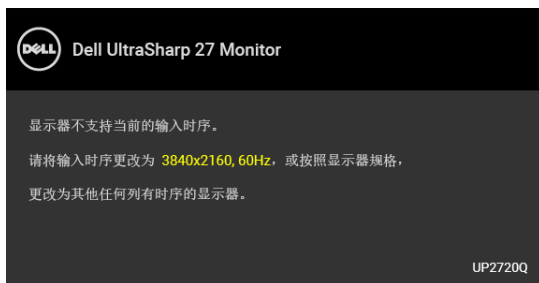 DELL Dell UltraSharp 27 Monitor
显示器不支持当前的输入时序。
请将输入时序更改为 3840x2160, 60Hz，或按照显示器规格，
更改为其他任何列有时序的显示器。
UP2720Q